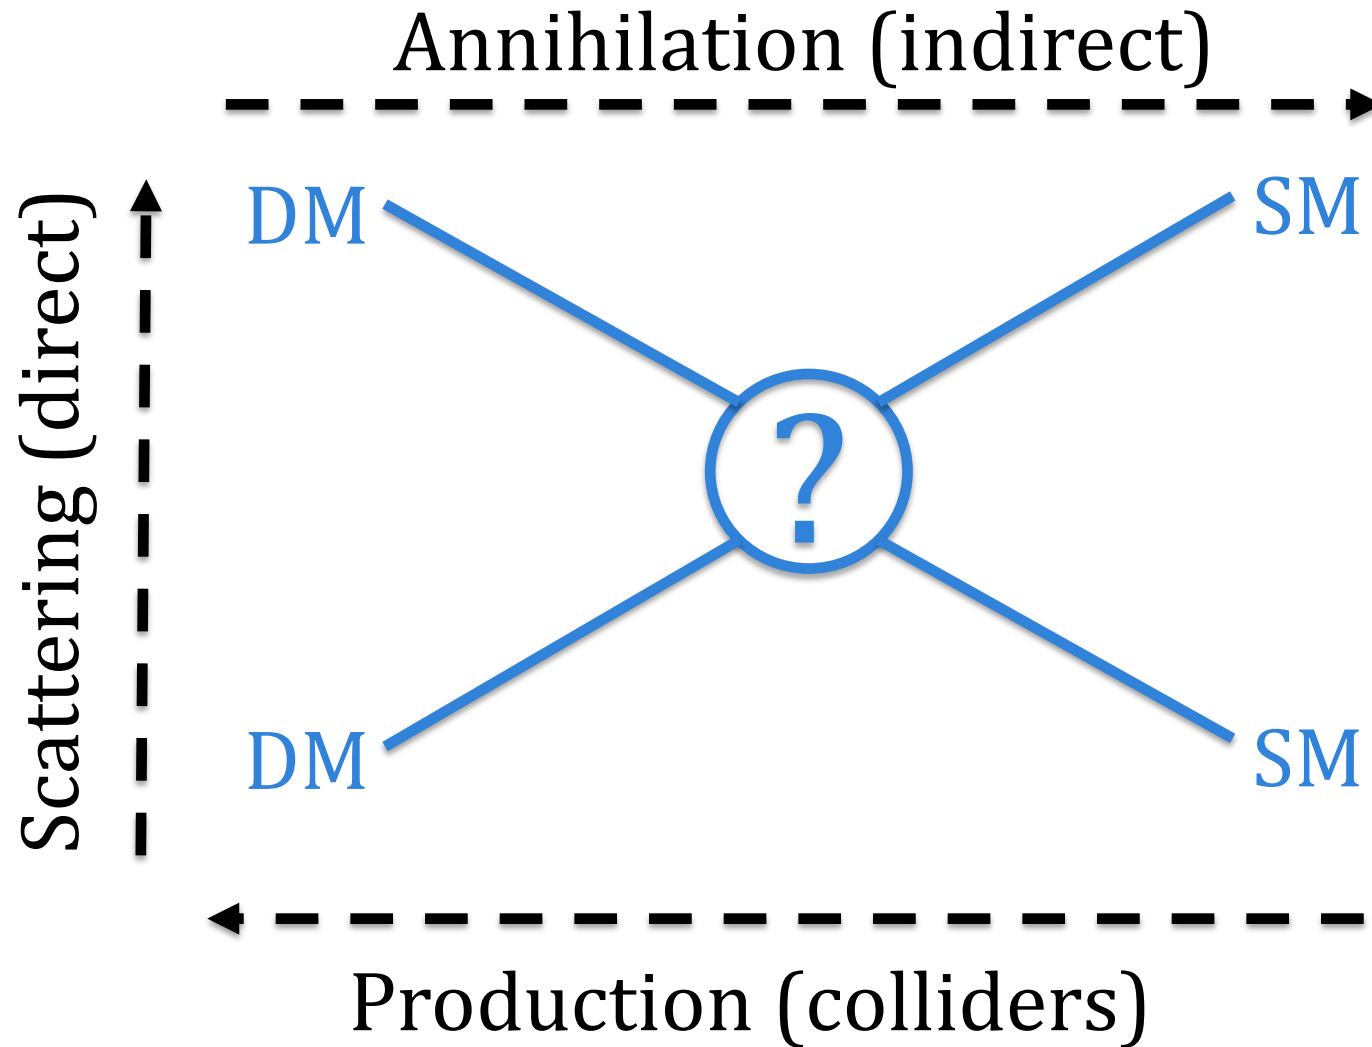 Annihilation (indirect)
Scattering (direct)
DM
SM
?
DM
SM
Production (colliders)